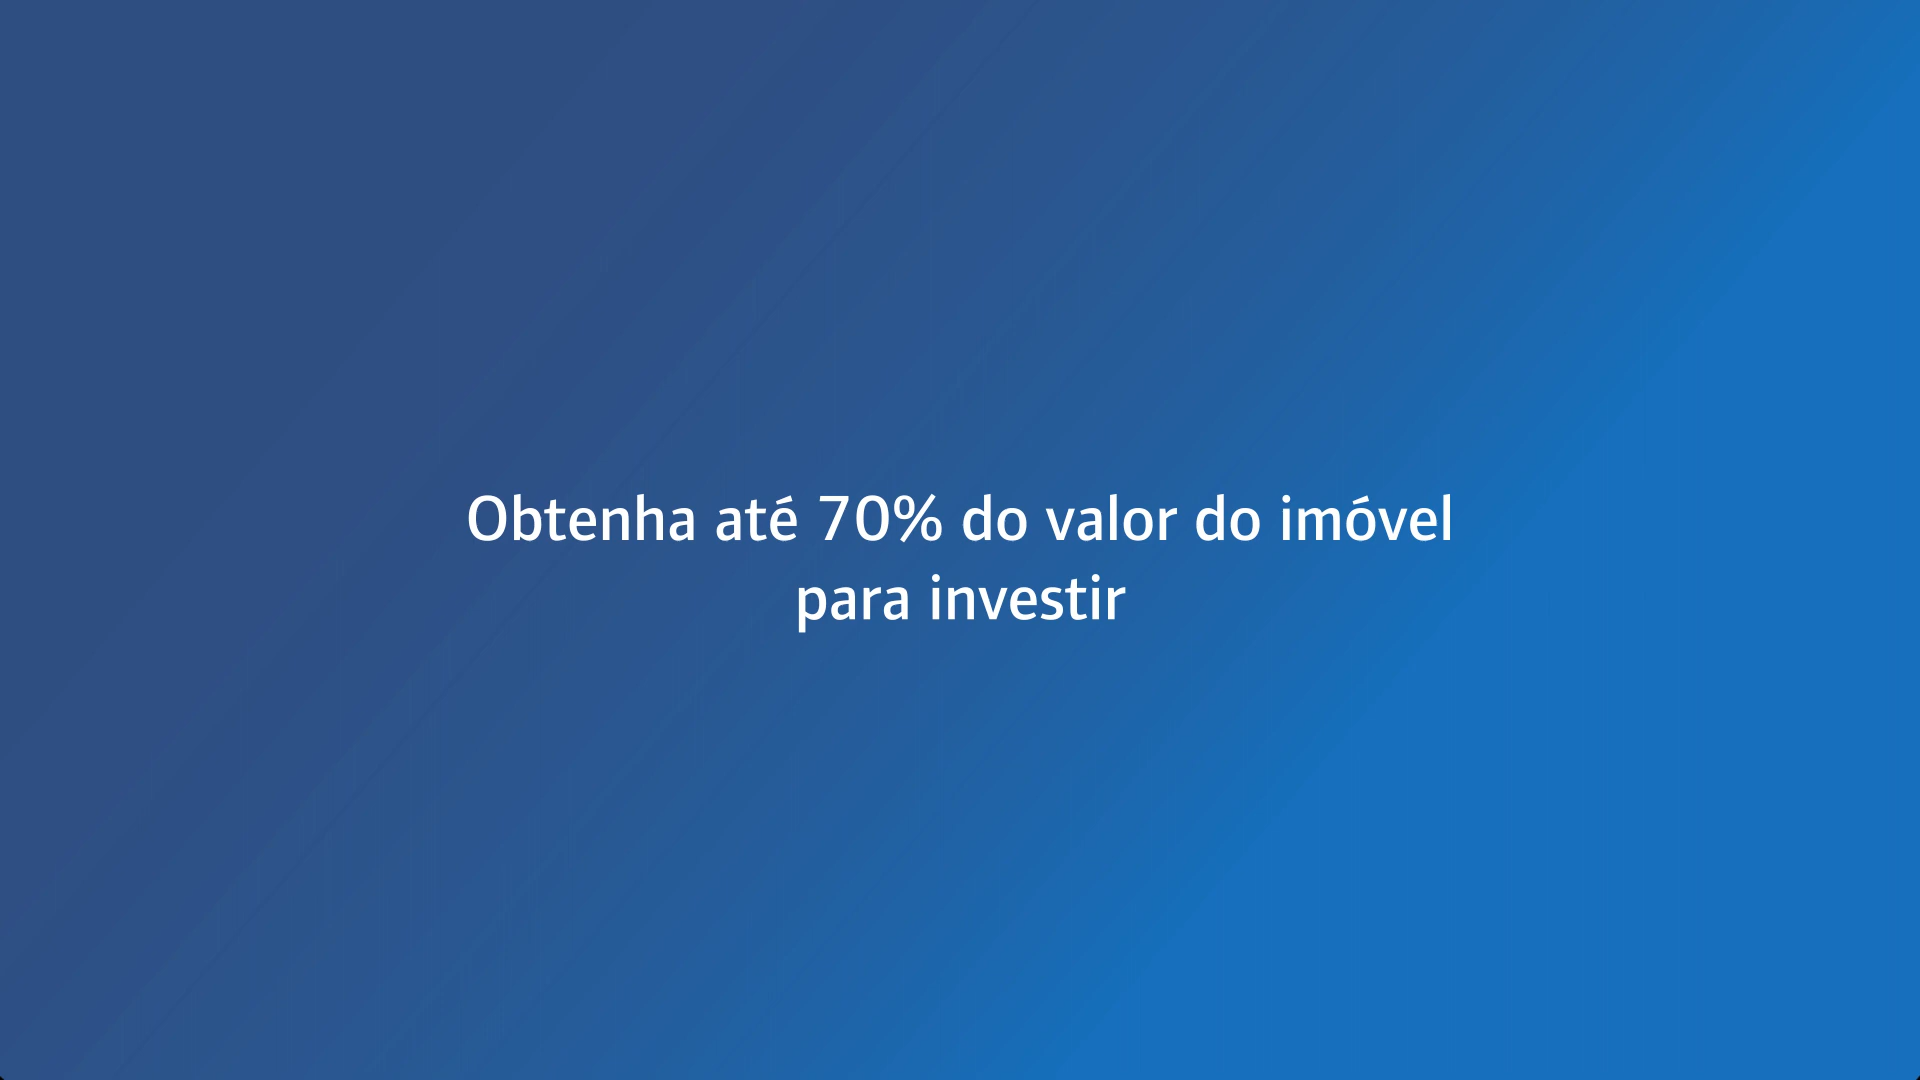 Obtenha até 70% do valor do imóvel
para investir